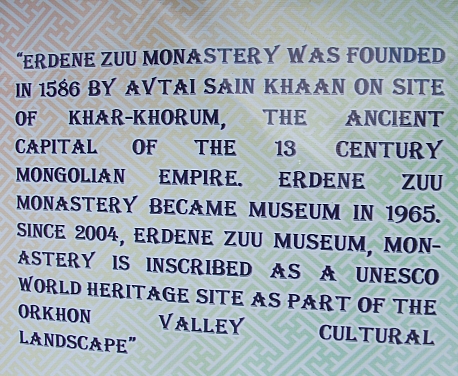 "ERDENE ZUU MONASTERY WAS FOUNDED
IN 1586 BY AVTAI SAIN KHAAN ON SITE
OF KHAR-KHORUM, THE ANCIENT
CAPITAL OF THE 13 CENTURY
MONGOLIAN EMPIRE. ERDENE ZUU
MONASTERY BECAME MUSEUM IN 1965.
SINCE 2004, ERDENE ZUU MUSEUM, MON-
ASTERY IS INSCRIBED AS A UNESCO
WORLD HERITAGE SITE AS PART OF THE
ORKHON VALLEY CULTURAL
LANDSCAPE"